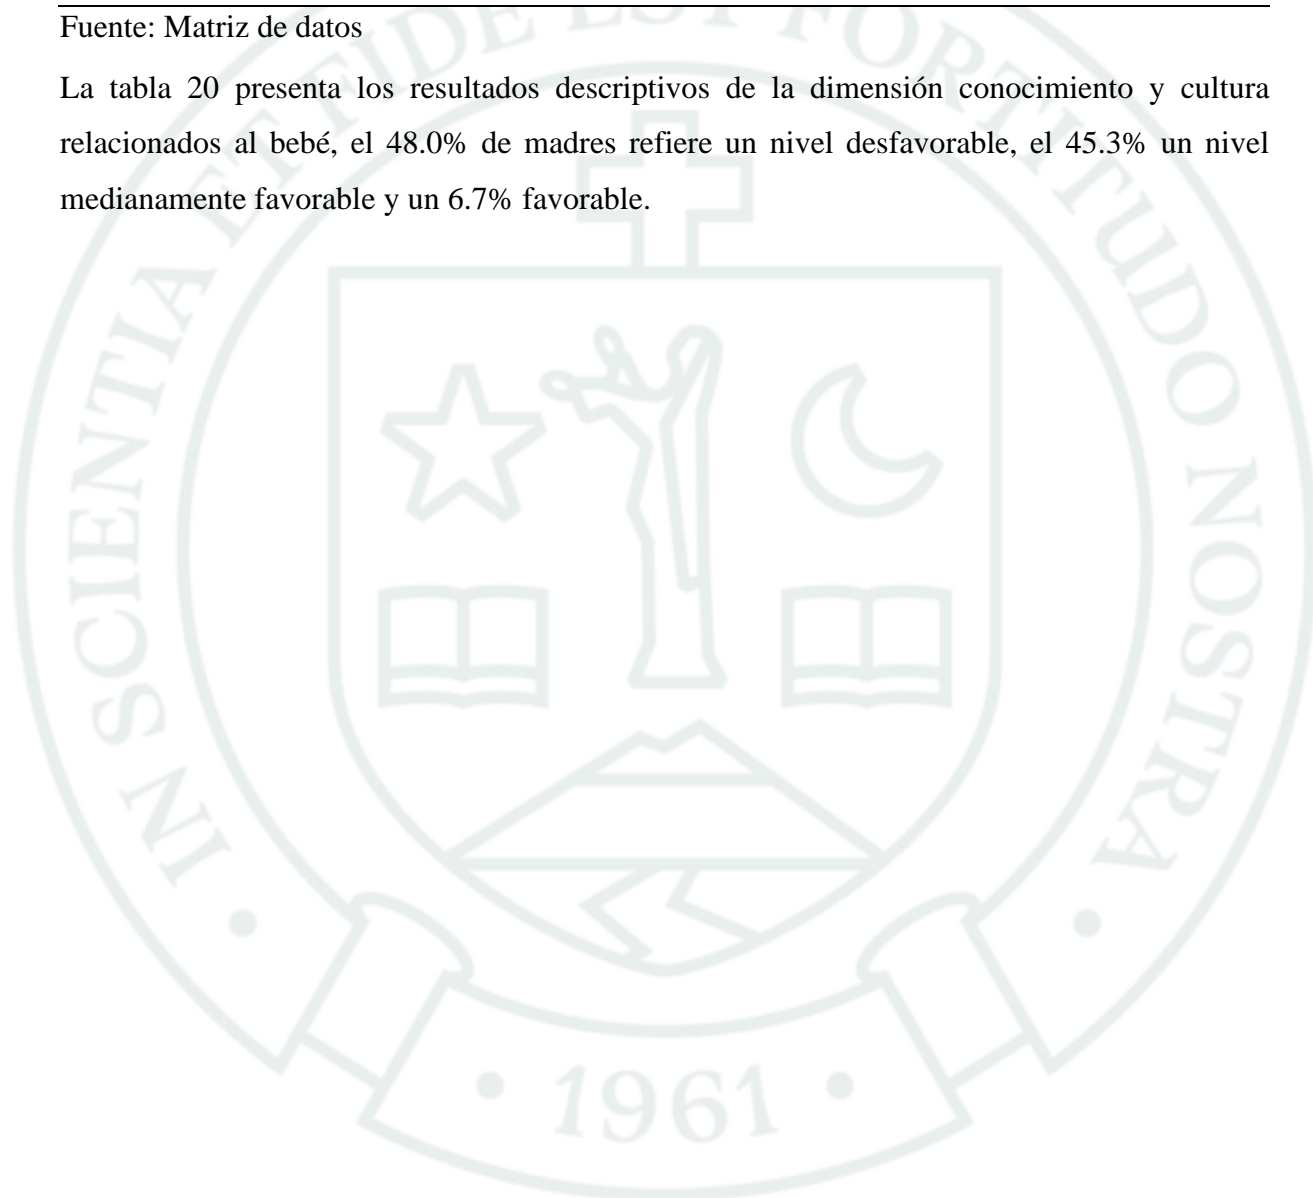 Fuente: Matriz de datos
La tabla 20 presenta los resultados descriptivos de la dimensión conocimiento y cultura
relacionados al bebé, el 48.0% de madres refiere un nivel desfavorable, el 45.3% un nivel
medianamente favorable y un 6.7% favorable.
IN SCIENTIA ET FIDE EST FORTITUDO NOSTRA
• 1961 •